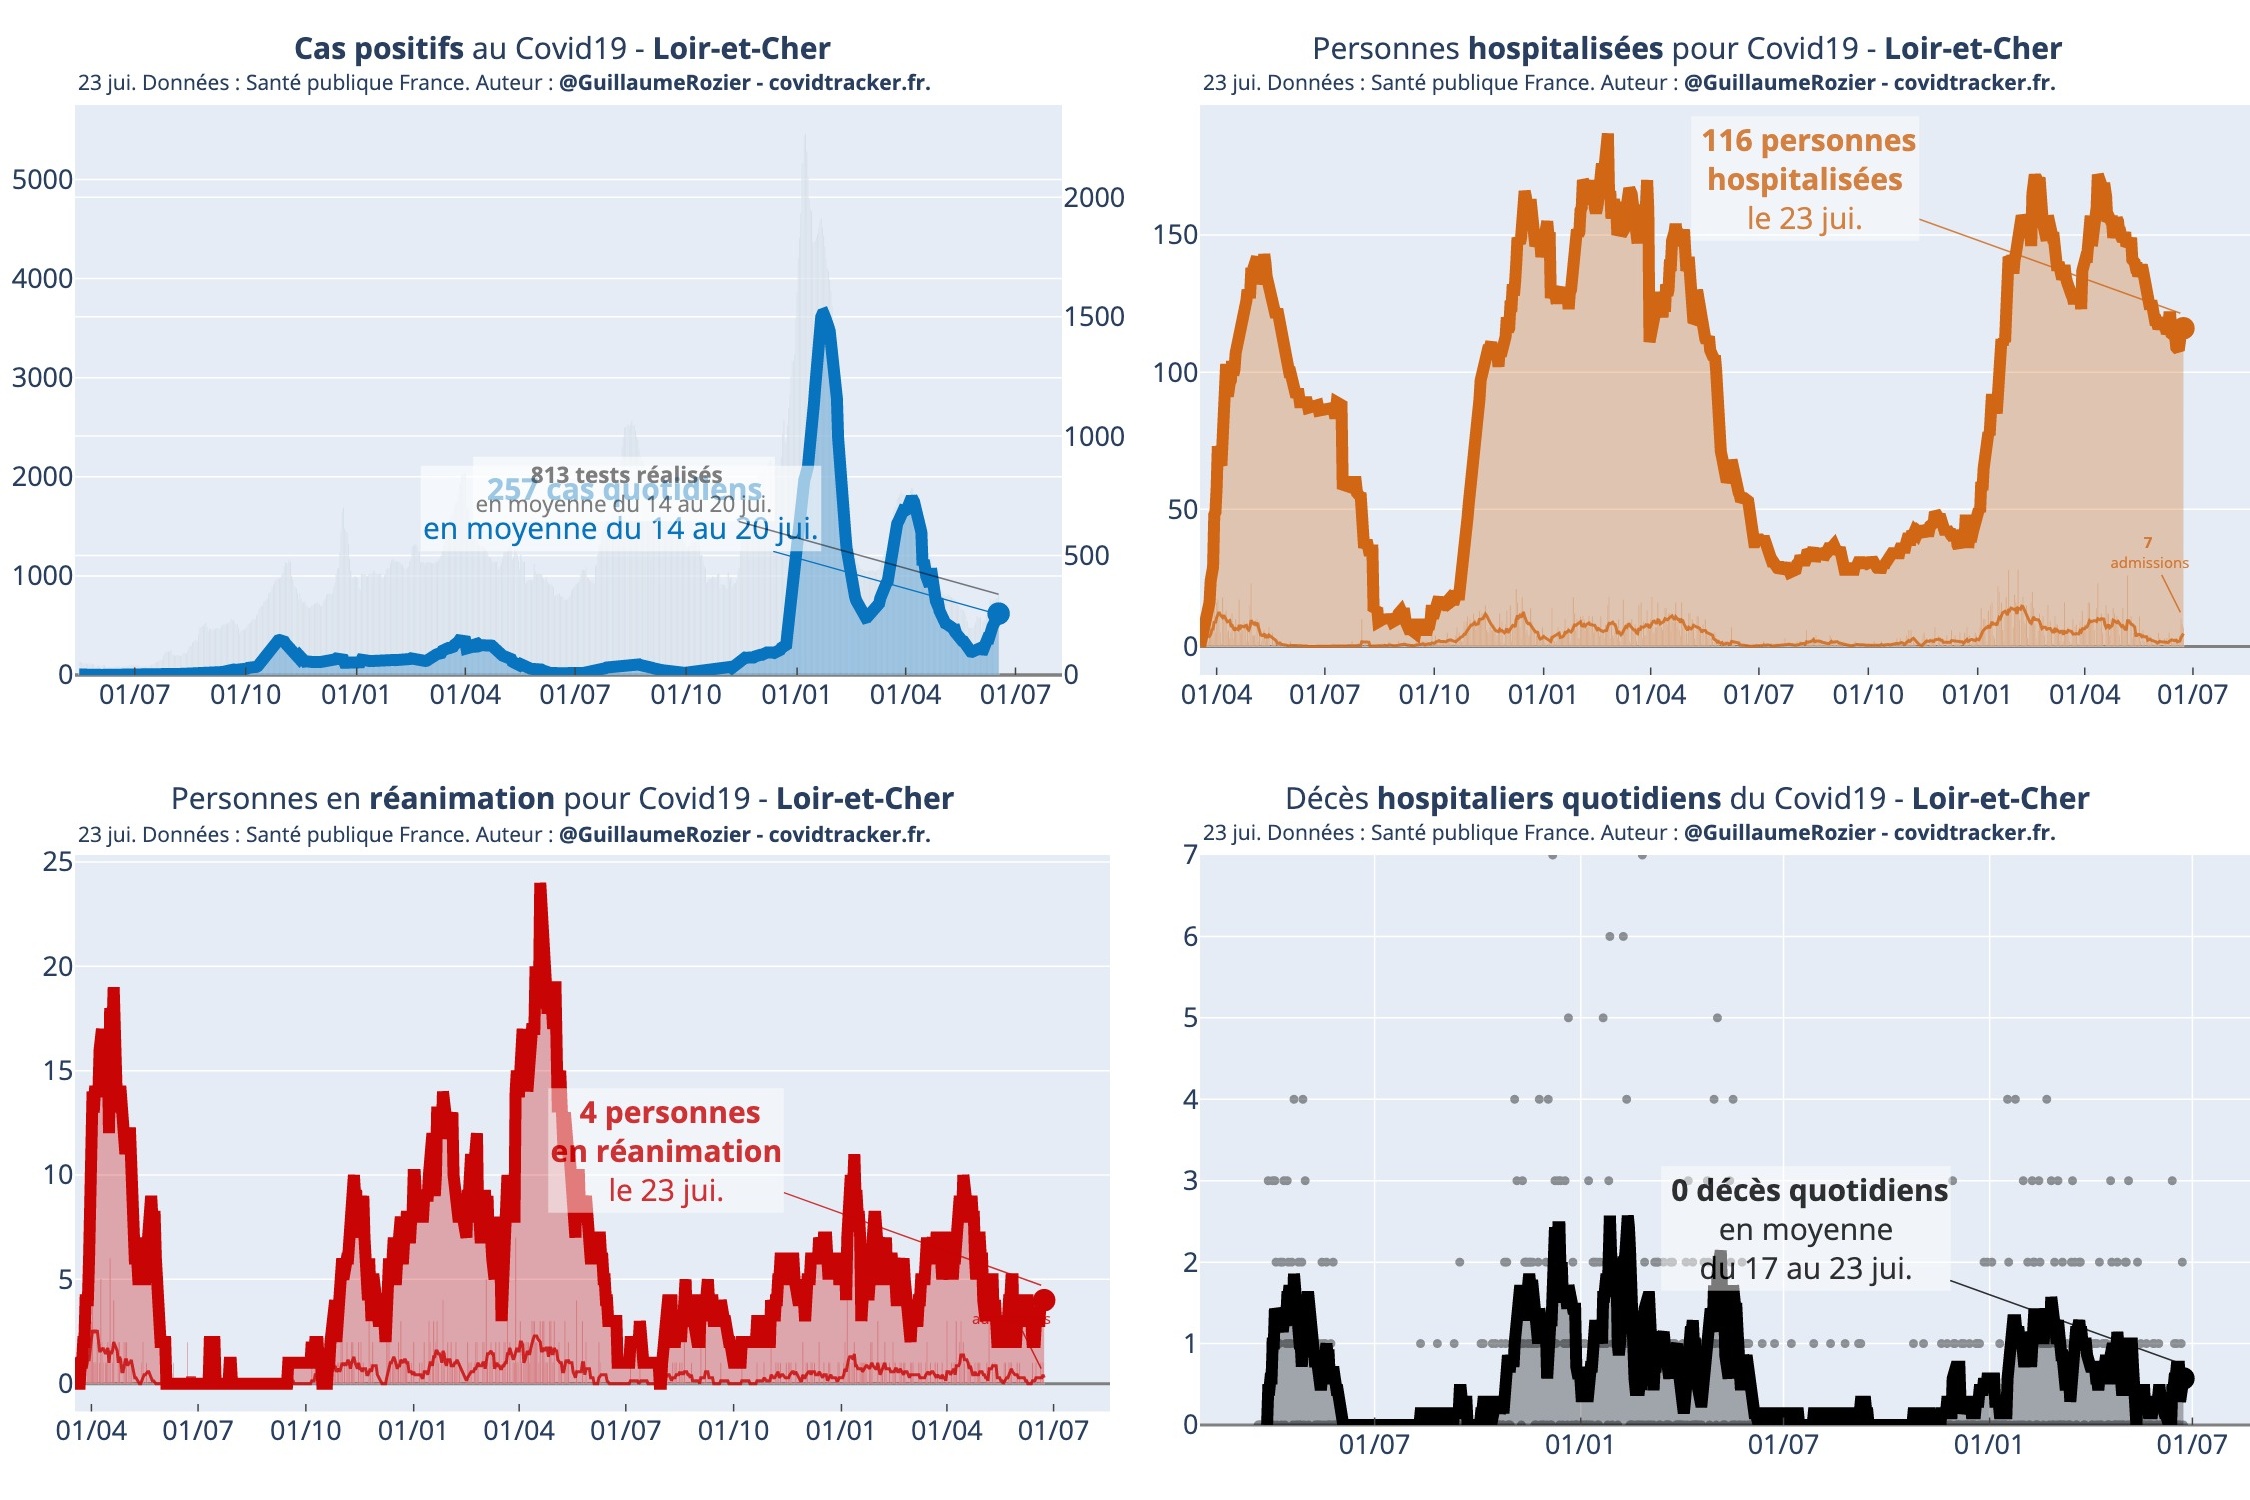 Cas positifs au Covid19 - Loir-et-Cher
23 jui. Données : Santé publique France. Auteur : @GuillaumeRozier - covidtracker.fr.
5000
4000
3000
2000
1000
0
2000
1500
1000
500
0
813 tests réalisés
257 cas quotidiens
en moyenne du 14 au 20 jui.
en moyenne du 14 au 20 jui.
01/07 01/10 01/01 01/04 01/07 01/10 01/01 01/04 01/07
Personnes hospitalisées pour Covid19 - Loir-et-Cher
23 jui. Données : Santé publique France. Auteur : @GuillaumeRozier - covidtracker.fr.
116 personnes
hospitalisées
le 23 jui.
150
100
50
0
7
admissions
01/04 01/07 01/10 01/01 01/04 01/07 01/10 01/01 01/04 01/07
Personnes en réanimation pour Covid19 - Loir-et-Cher
23 jui. Données : Santé publique France. Auteur : @GuillaumeRozier - covidtracker.fr.
25
20
15
10
5
0
4 personnes
en réanimation
le 23 jui.
01/04 01/07 01/10 01/01 01/04 01/07 01/10 01/01 01/04 01/07
Décès hospitaliers quotidiens du Covid19 - Loir-et-Cher
23 jui. Données : Santé publique France. Auteur : @GuillaumeRozier - covidtracker.fr.
7
6
5
4
3
2
1
0
0 décès quotidiens
en moyenne
du 17 au 23 jui.
01/07 01/01 01/07 01/01 01/07